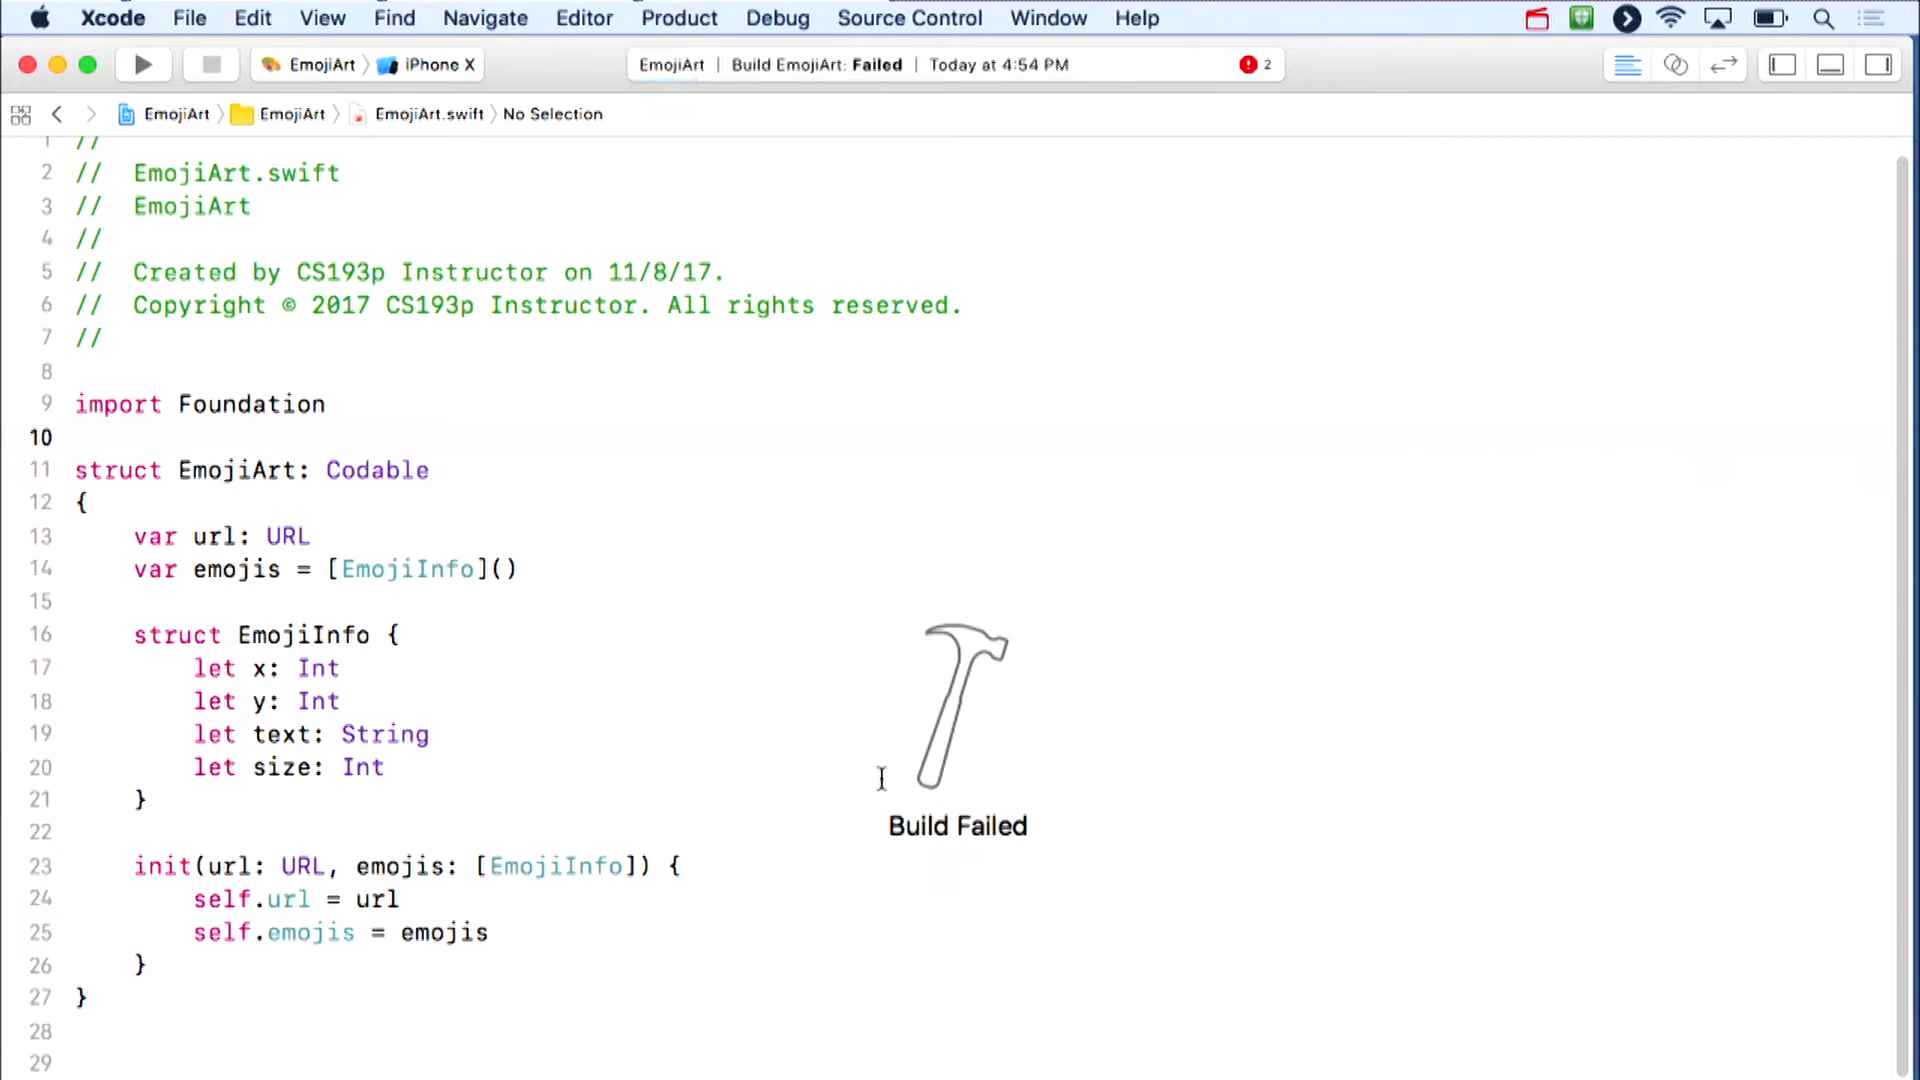 Xcode File Edit View Find Navigate Editor Product Debug Source Control Window Help
EmojiArt iPhone X EmojiArt | Build EmojiArt: Failed | Today at 4:54 PM 2
EmojiArt EmojiArt EmojiArt.swift No Selection
1 //
2 // EmojiArt.swift
3 // EmojiArt
4 //
5 // Created by CS193p Instructor on 11/8/17.
6 // Copyright © 2017 CS193p Instructor. All rights reserved.
7 //
8
9 import Foundation
10
11 struct EmojiArt: Codable
12 {
13 var url: URL
14 var emojis = [EmojiInfo]()
15
16 struct EmojiInfo {
17 let x: Int
18 let y: Int
19 let text: String
20 let size: Int
21 }
22
23 init(url: URL, emojis: [EmojiInfo]) {
24 self.url = url
25 self.emojis = emojis
26 }
27 }
28
29
Build Failed